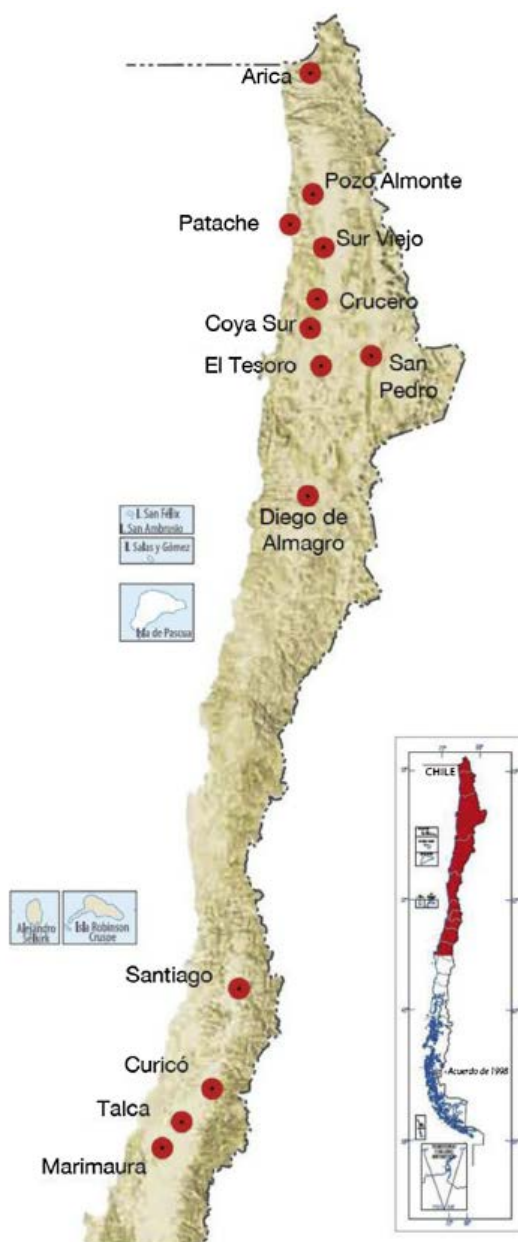 Arica
Pozo Almonte
Patache
Sur Viejo
Crucero
Coya Sur
El Tesoro
San
Pedro
Diego de
Almagro
I. San Félix
I. San Ambrosio
I. Salas y Gómez
Isla de Pascua
CHILE
Alejandro
Selkirk
Isla Robinson
Crusoe
Santiago
Curicó
Talca
Marimaura
Acuerdo de 1998